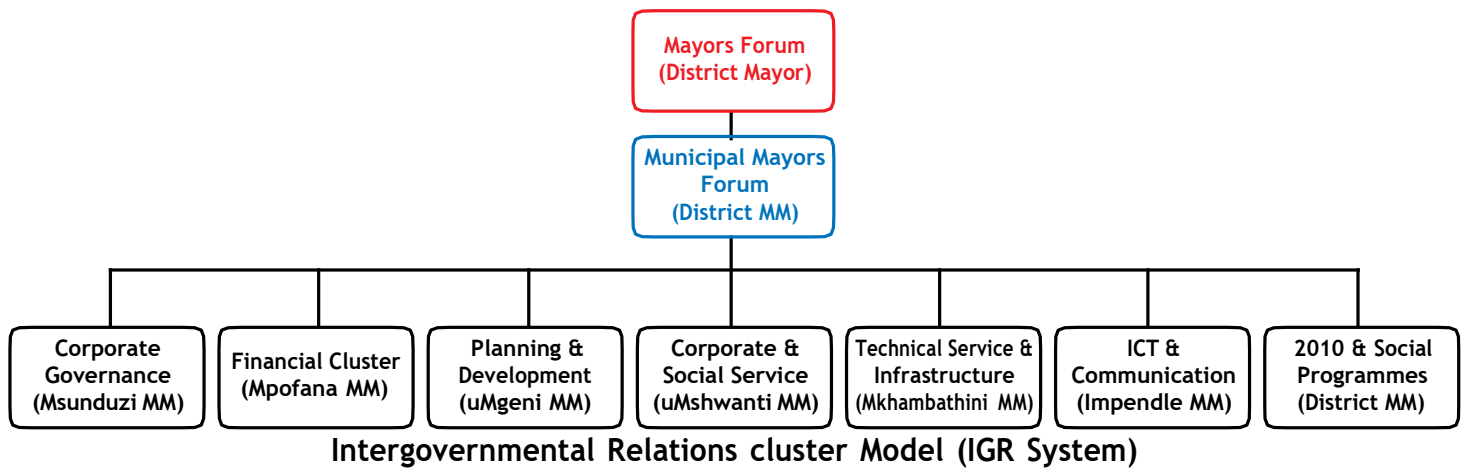 Mayors Forum
(District Mayor)
Municipal Mayors
Forum
(District MM)
Corporate
Governance
(Msunduzi MM)
Financial Cluster
(Mpofana MM)
Planning &
Development
(uMgeni MM)
Corporate &
Social Service
(uMshwanti MM)
Technical Service &
Infrastructure
(Mkhambathini MM)
ICT &
Communication
(Impendle MM)
2010 & Social
Programmes
(District MM)
Intergovernmental Relations cluster Model (IGR System)